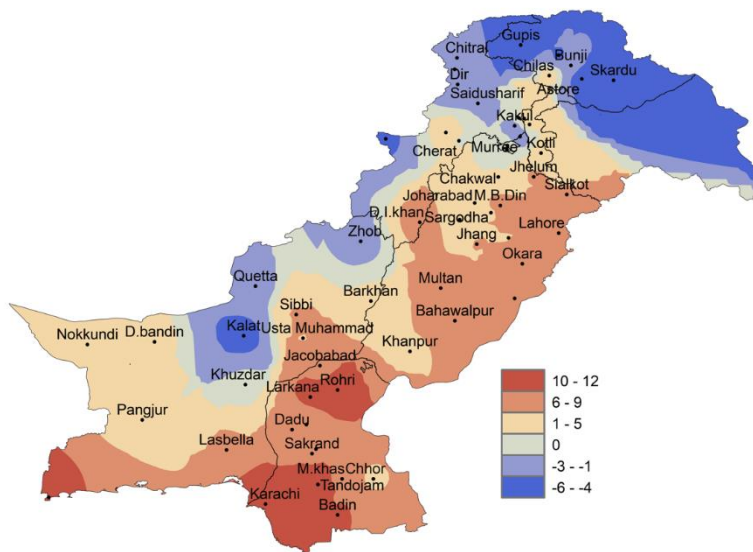 Gupis
Chitral
Bunji
Chilas
Dir
Skardu
Saidusharif
Astore
Kakul
Cherat
Murree
Kotli
Chakwal
Jhelum
Joharabad
M.B.Din
Sialkot
D.I.khan
Sargodha
Zhob
Lahore
Jhang
Okara
Quetta
Multan
Barkhan
Sibbi
Bahawalpur
Kalat
Usta Muhammad
Nokkundi
D.bandin
Khanpur
Jacobabad
Khuzdar
Rohri
Larkana
Pangjur
Dadu
Lasbella
Sakrand
M.khas
Chhor
Tandojam
Karachi
Badin
10 - 12
6 - 9
1 - 5
0
-3 - -1
-6 - -4